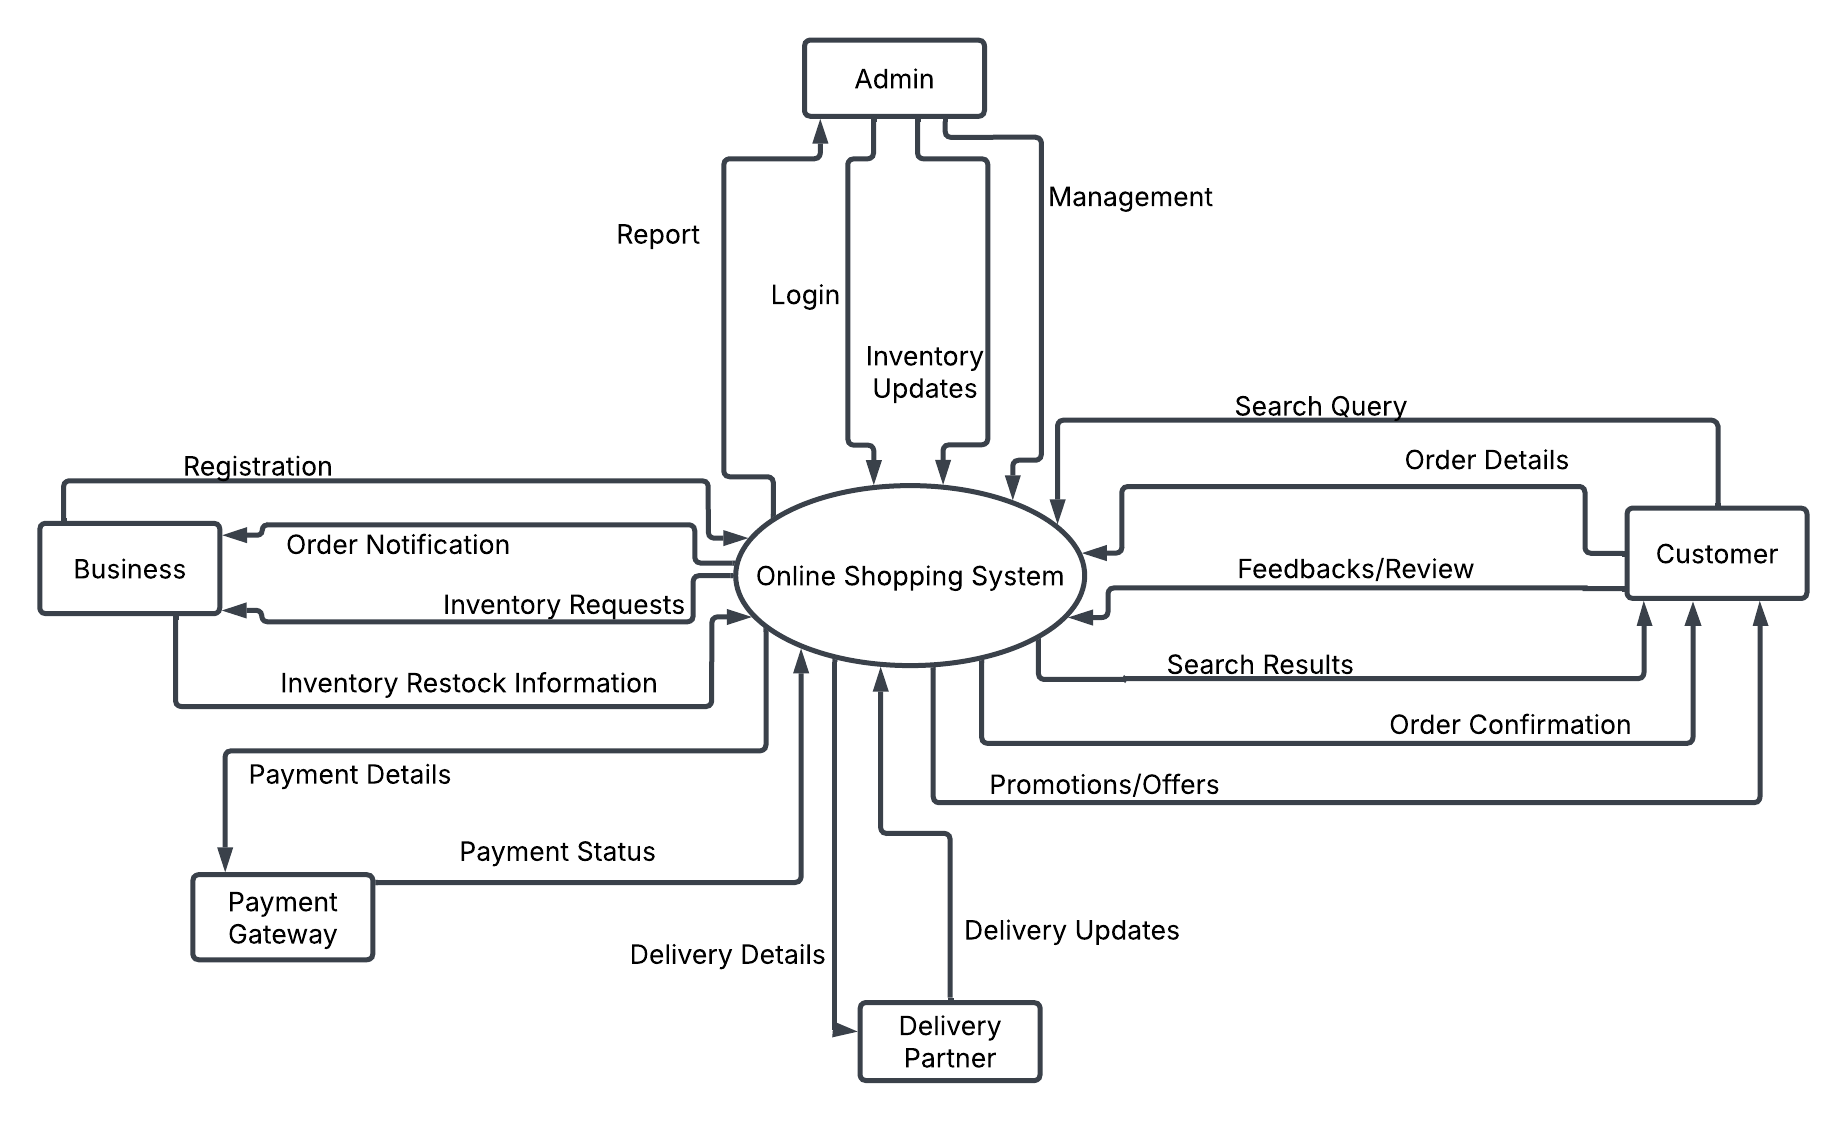 Admin
Management
Report
Login
Inventory
Updates
Search Query
Order Details
Registration
Order Notification
Business
Online Shopping System
Customer
Feedbacks/Review
Inventory Requests
Search Results
Inventory Restock Information
Order Confirmation
Payment Details
Promotions/Offers
Payment Status
Payment
Gateway
Delivery Updates
Delivery Details
Delivery
Partner